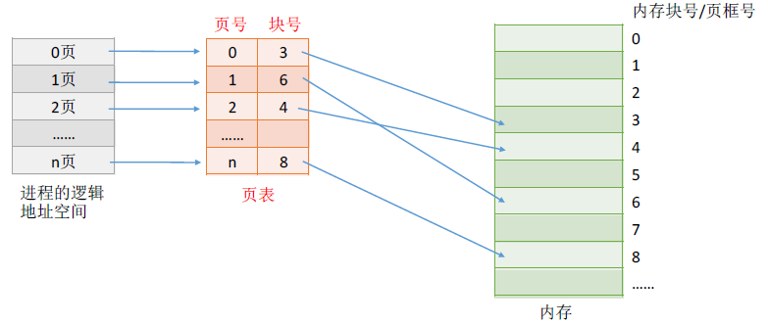 内存块号/页框号
页号 块号
0页
1页
2页
……
n页
0 3
1 6
2 4
……
n 8
0
1
2
3
4
5
6
7
8
……
进程的逻辑
地址空间
页表
内存